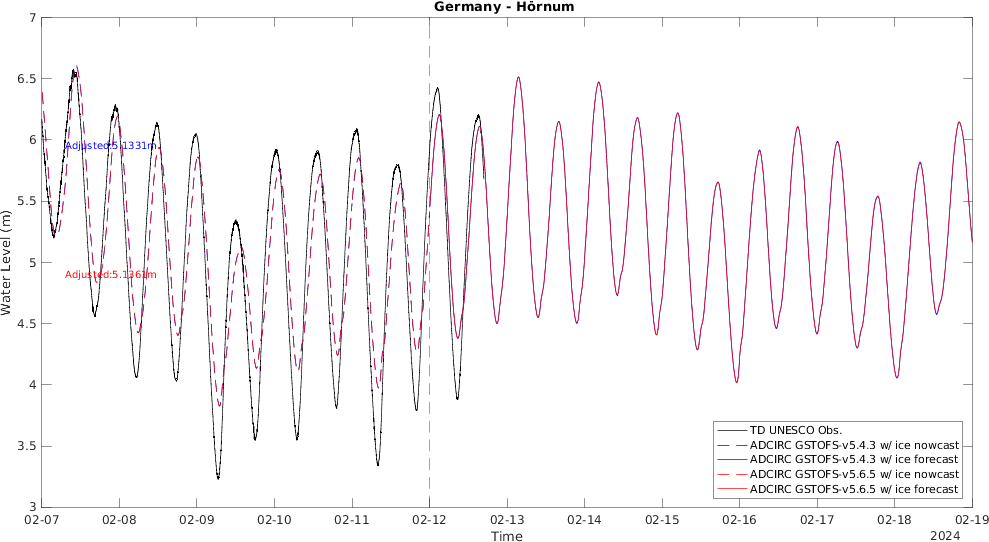 Germany - Hörnum
Water Level (m)
7
6.5
6
5.5
5
4.5
4
3.5
3
Adjusted:5.1331m
Adjusted:5.1361m
TD UNESCO Obs.
ADCIRC GSTOFS-v5.4.3 w/ ice nowcast
ADCIRC GSTOFS-v5.4.3 w/ ice forecast
ADCIRC GSTOFS-v5.6.5 w/ ice nowcast
ADCIRC GSTOFS-v5.6.5 w/ ice forecast
02-07 02-08 02-09 02-10 02-11 02-12 02-13 02-14 02-15 02-16 02-17 02-18 02-19
Time
2024